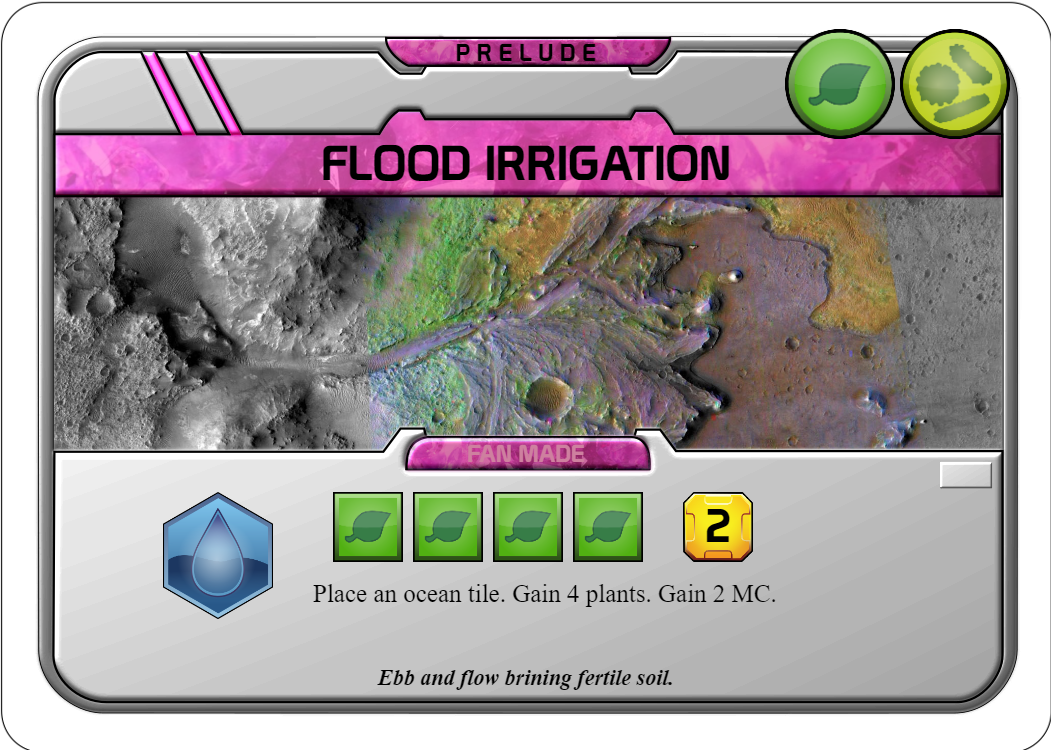 PRELUDE
FLOOD IRRIGATION
FAN MADE
2
Place an ocean tile. Gain 4 plants. Gain 2 MC.
Ebb and flow brining fertile soil.